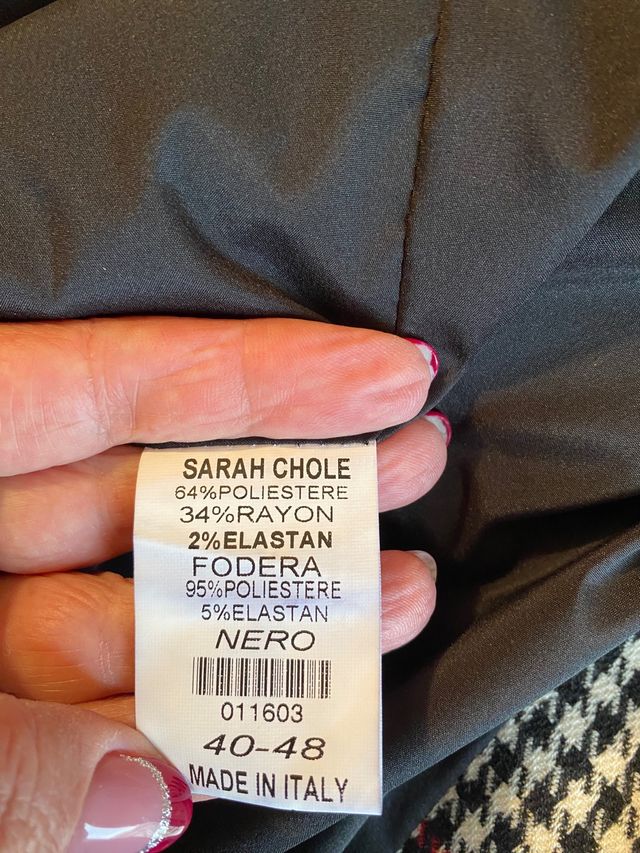 SARAH CHOLE
64%POLIESTERE
34%RAYON
2%ELASTAN
FODERA
95%POLIESTERE
5%ELASTAN
NERO
011603
40-48
MADE IN ITALY